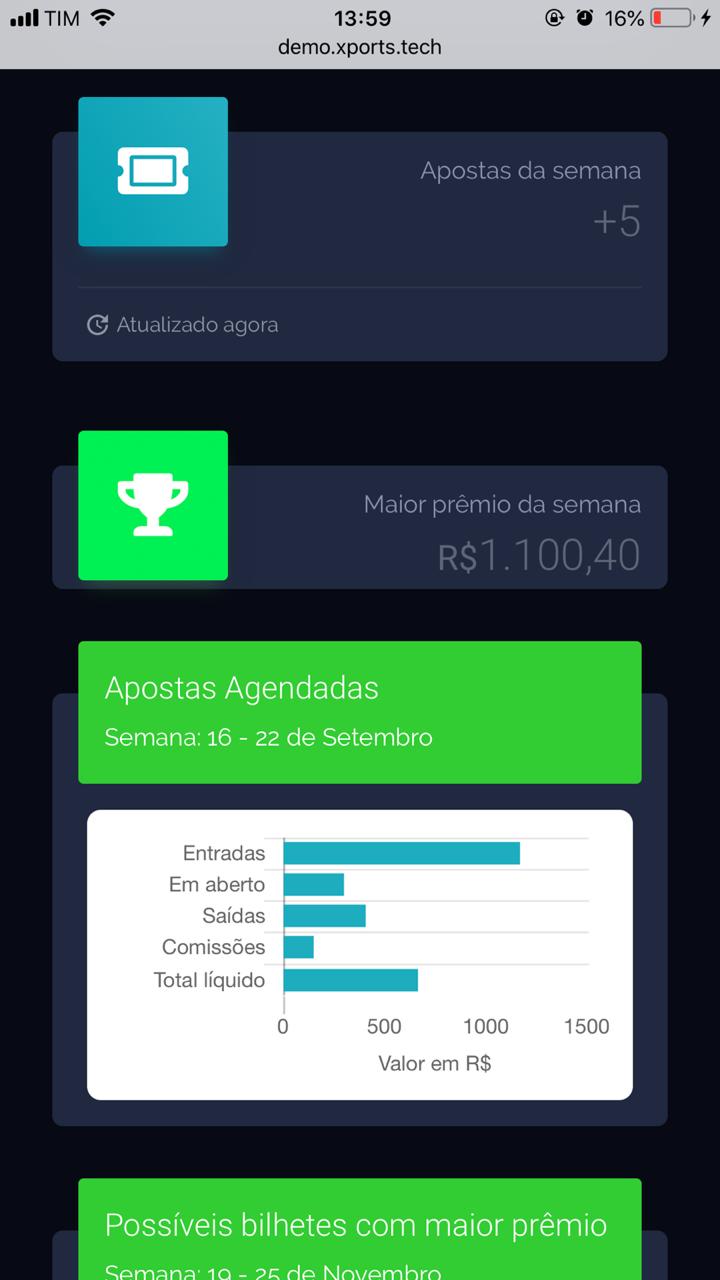 TIM 13:59 16%
demo.xports.tech
Apostas da semana
+5
Atualizado agora
Maior prêmio da semana
R$1.100,40
Apostas Agendadas
Semana: 16 - 22 de Setembro
Entradas
Em aberto
Saídas
Comissões
Total líquido
0 500 1000 1500
Valor em R$
Possíveis bilhetes com maior prêmio
Semana: 19 - 25 de Novembro